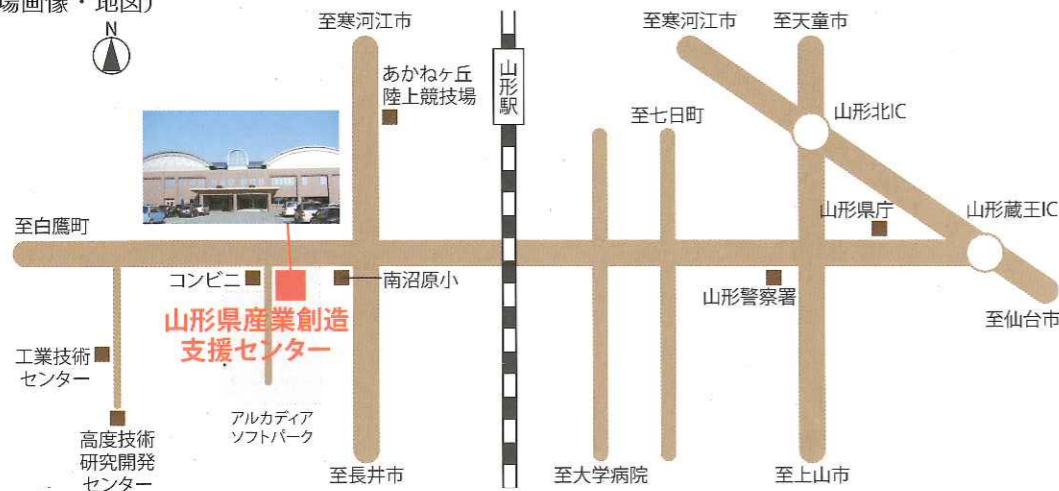 場画像・地図）
N
至寒河江市
至寒河江市
至天童市
あかねヶ丘
陸上競技場
山形駅
至七日町
山形北IC
至白鷹町
山形県庁
山形蔵王IC
コンビニ
南沼原小
山形警察署
山形県産業創造
支援センター
至仙台市
工業技術
センター
アルカディア
ソフトパーク
高度技術
研究開発
センター
至長井市
至大学病院
至上山市